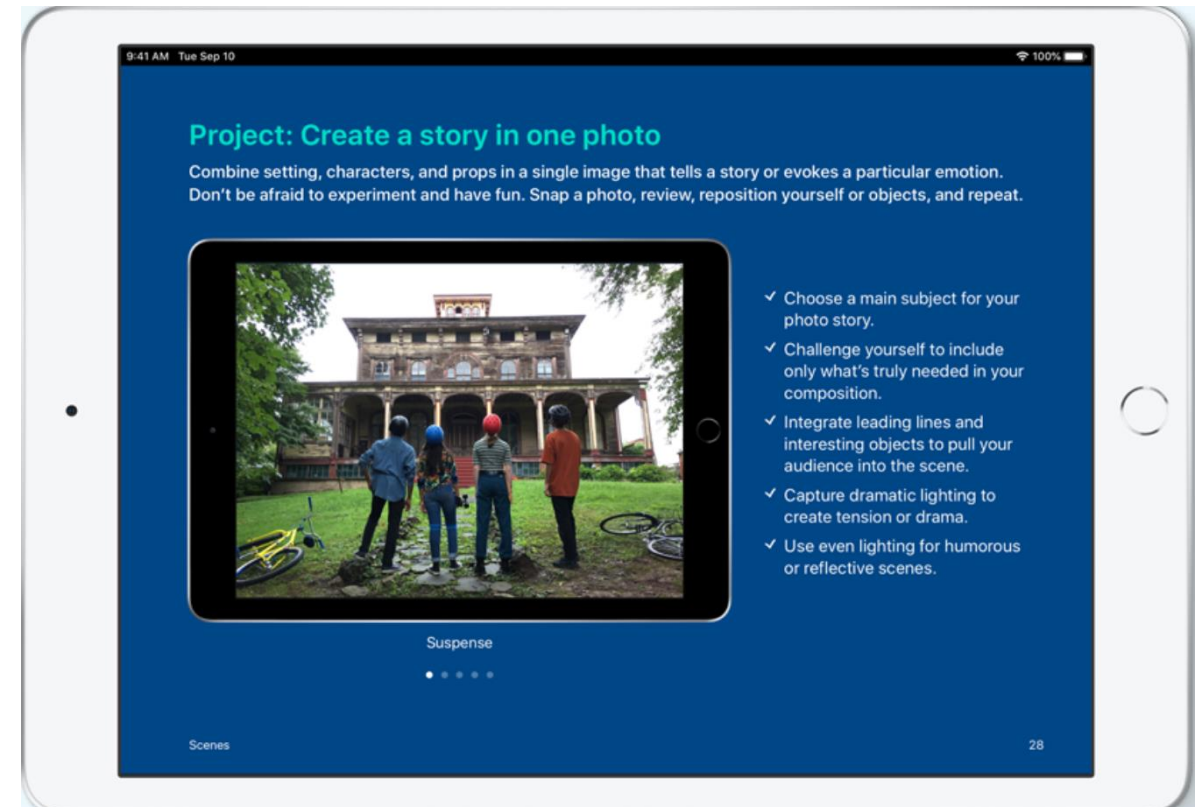 9:41 AM Tue Sep 10
100%
Project: Create a story in one photo
Combine setting, characters, and props in a single image that tells a story or evokes a particular emotion.
Don't be afraid to experiment and have fun. Snap a photo, review, reposition yourself or objects, and repeat.
✓ Choose a main subject for your
photo story.
✓ Challenge yourself to include
only what's truly needed in your
composition.
✓ Integrate leading lines and
interesting objects to pull your
audience into the scene.
✓ Capture dramatic lighting to
create tension or drama.
✓ Use even lighting for humorous
or reflective scenes.
Suspense
Scenes
28